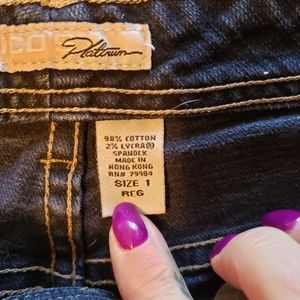 Platinum
98% COTTON
2% LYCRA®
SPANDEX
MADE IN
HONG KONG
RN# 79984
SIZE 1
REG